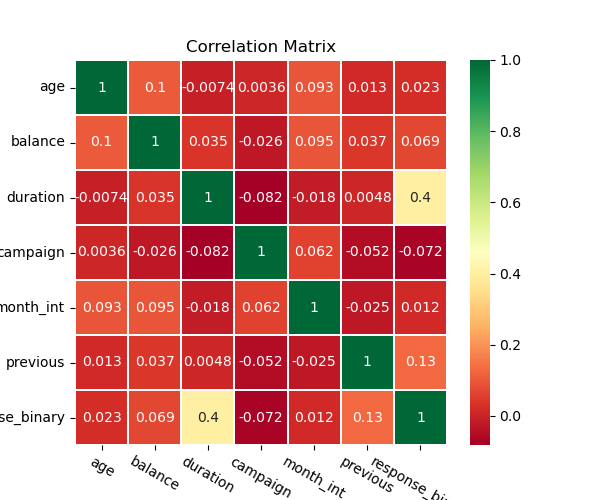 Correlation Matrix
age 1 0.1 -0.0074 0.0036 0.093 0.013 0.023
balance 0.1 1 0.035 -0.026 0.095 0.037 0.069
duration -0.0074 0.035 1 -0.082 -0.018 0.0048 0.4
campaign 0.0036 -0.026 -0.082 1 0.062 -0.052 -0.072
month_int 0.093 0.095 -0.018 0.062 1 -0.025 0.012
previous 0.013 0.037 0.0048 -0.052 -0.025 1 0.13
se_binary 0.023 0.069 0.4 -0.072 0.012 0.13 1
age balance duration campaign month_int previous response_bi
1.0
0.8
0.6
0.4
0.2
0.0